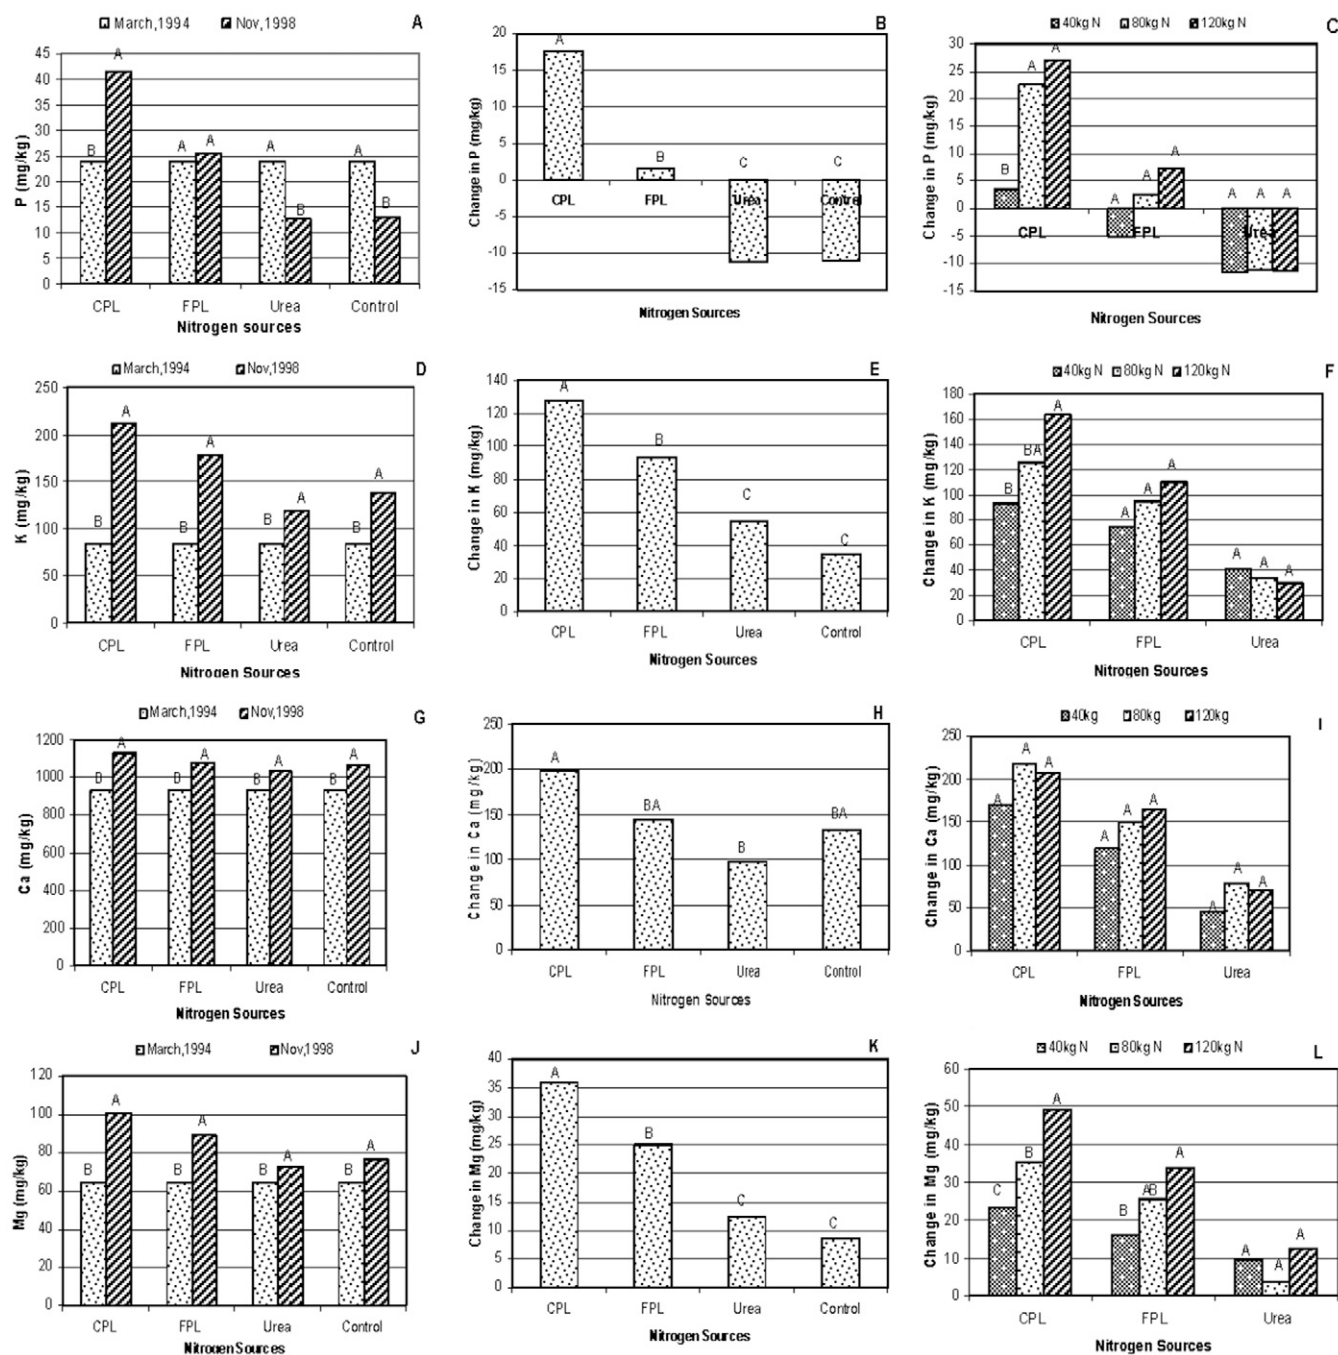 March,1994 Nov,1998 A
P (mg/kg)
45
40
35
30
25
20
15
10
5
0
B A A A A B A B
CPL FPL Urea Control
Nitrogen sources
B
Change in P (mg/kg)
20
15
10
5
0
-5
-10
-15
A B C C
CPL FPL Urea Control
Nitrogen Sources
40kg N 80kg N 120kg N C
Change in P (mg/kg)
30
25
20
15
10
5
0
-5
-10
-15
B A A A A A A A A
CPL FPL Urea
Nitrogen Sources
March,1994 Nov,1998 D
K (mg/kg)
250
200
150
100
50
0
B A B A B A B A
CPL FPL Urea Control
Nitrogen Sources
E
Change in K (mg/kg)
140
120
100
80
60
40
20
0
A B C C
CPL FPL Urea Control
Nitrogen Sources
40kg N 80kg N 120kg N F
Change in K (mg/kg)
180
160
140
120
100
80
60
40
20
0
B BA A A A A A A A
CPL FPL Urea
Nitrogen Sources
March,1994 Nov,1998 G
Ca (mg/kg)
1200
1000
800
600
400
200
0
A A B A B A
CPL FPL Urea Control
Nitrogen Sources
H
Change in Ca (mg/kg)
250
200
150
100
50
0
A BA B BA
CPL FPL Urea Control
Nitrogen Sources
40kg 80kg 120kg I
Change in Ca (mg/kg)
250
200
150
100
50
0
A A A A A A A A A
CPL FPL Urea
Nitrogen Sources
March,1994 Nov,1998 J
Mg (mg/kg)
120
100
80
60
40
20
0
B A B A B A B A
CPL FPL Urea Control
Nitrogen Sources
K
Change in Mg (mg/kg)
40
35
30
25
20
15
10
5
0
A B C C
CPL FPL Urea Control
Nitrogen Sources
40kg N 80kg N 120kg N L
Change in Mg (mg/kg)
60
50
40
30
20
10
0
C B A B AB A A A A
CPL FPL Urea
Nitrogen Sources